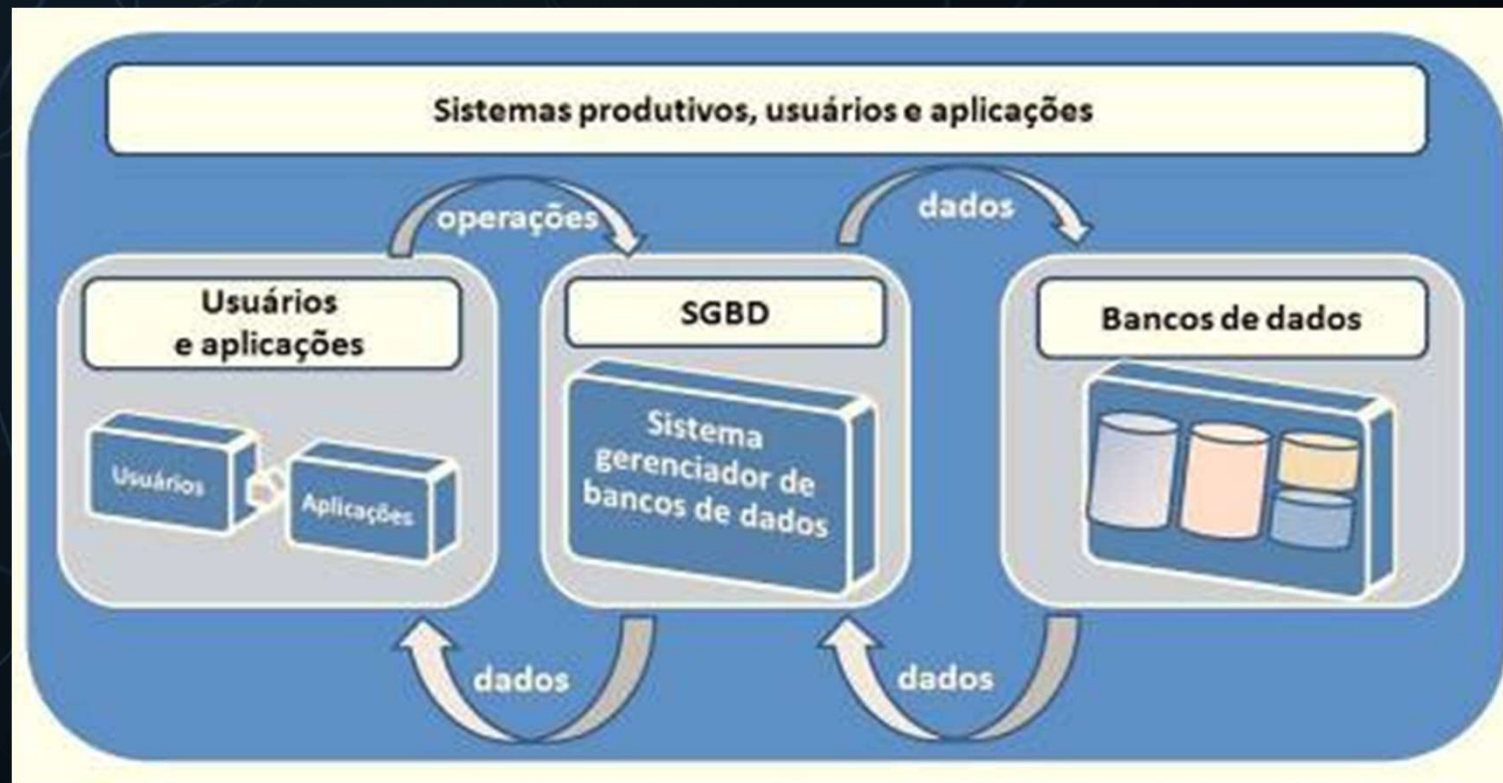 Sistemas produtivos, usuários e aplicações
operações
dados
Usuários
e aplicações
SGBD
Bancos de dados
Usuários
Aplicações
Sistema
gerenciador de
bancos de dados
dados
dados